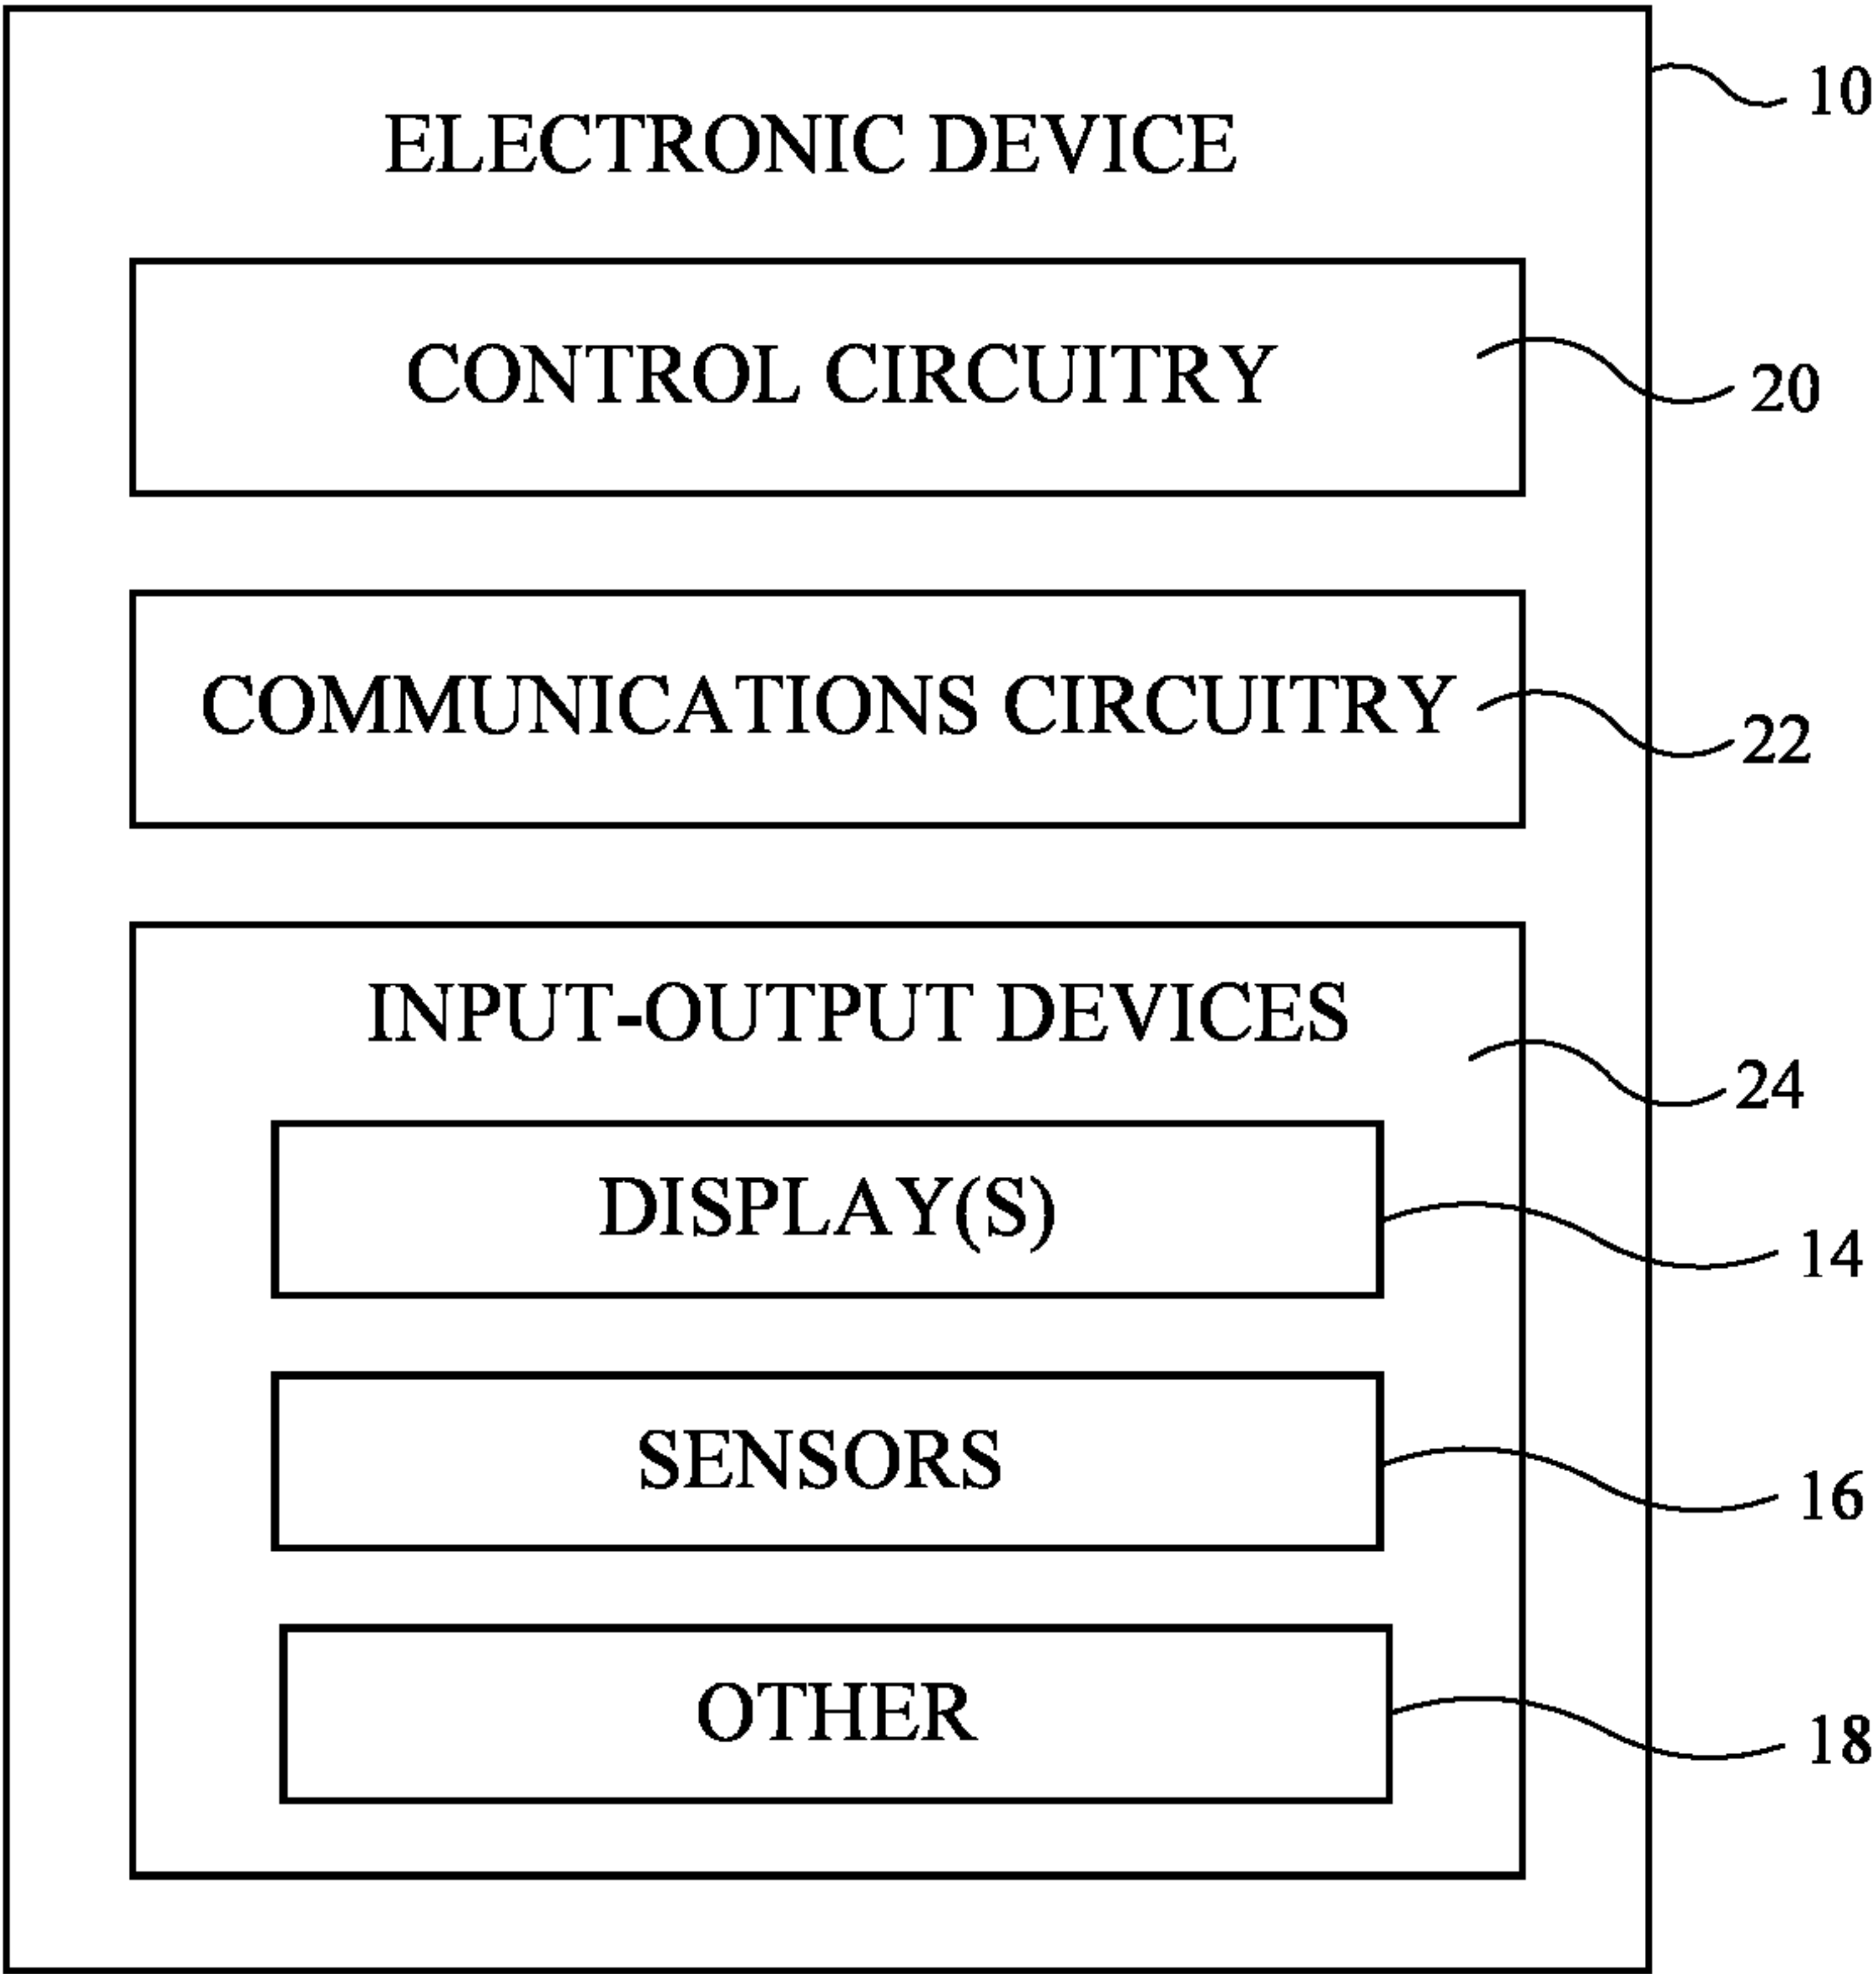 10
ELECTRONIC DEVICE
CONTROL CIRCUITRY
20
COMMUNICATIONS CIRCUITRY
22
INPUT-OUTPUT DEVICES
24
DISPLAY(S)
14
SENSORS
16
OTHER
18